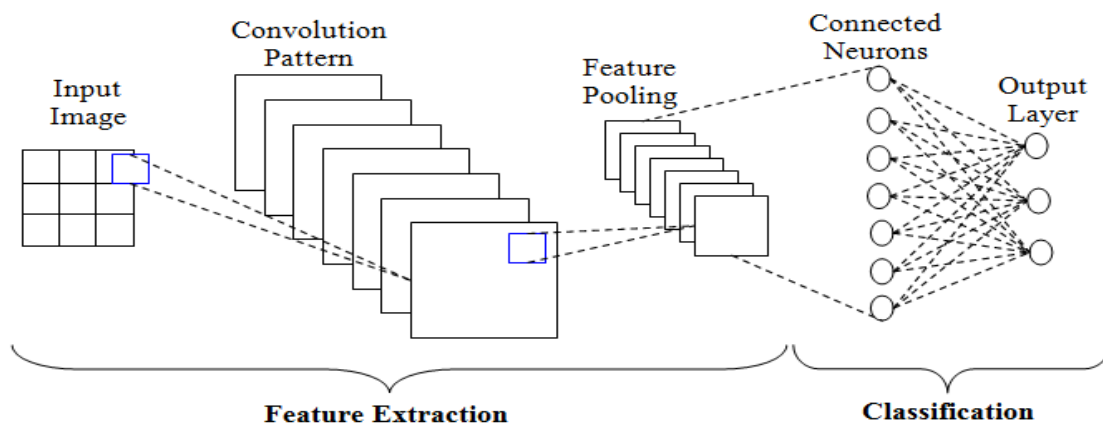 Input
Image
Convolution
Pattern
Feature
Pooling
Connected
Neurons
Output
Layer
Feature Extraction
Classification